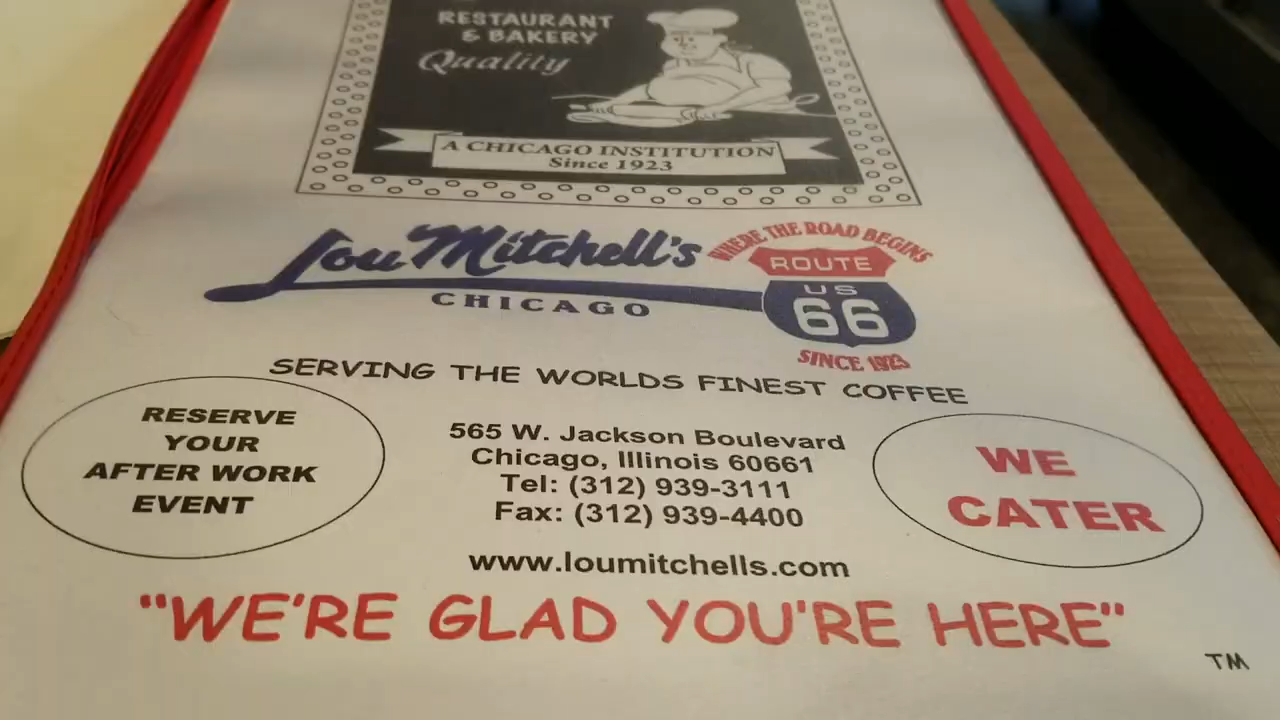 RESTAURANT
& BAKERY
Quality
A CHICAGO INSTITUTION
Since 1923
Lou Mitchell's
CHICAGO
WHERE THE ROAD BEGINS
ROUTE
US
66
SINCE 1923
SERVING THE WORLDS FINEST COFFEE
RESERVE
YOUR
AFTER WORK
EVENT
565 W. Jackson Boulevard
Chicago, Illinois 60661
Tel: (312) 939-3111
Fax: (312) 939-4400
www.loumitchells.com
WE
CATER
"WE'RE GLAD YOU'RE HERE"
TM